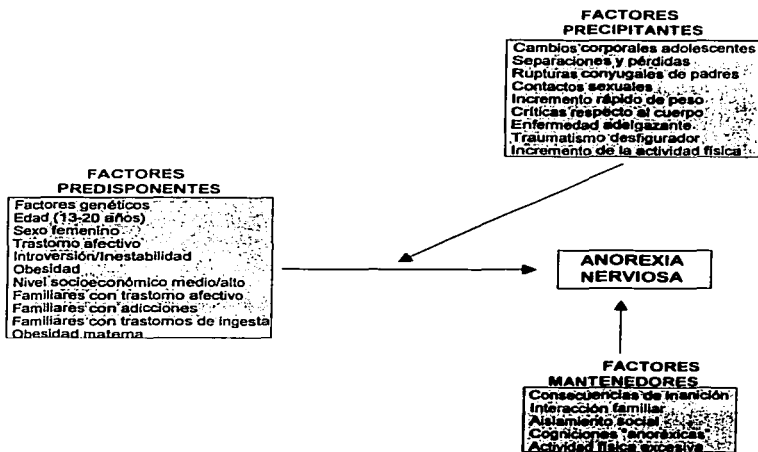 FACTORES
PRECIPITANTES
Cambios corporales adolescentes
Separaciones y pérdidas
Rupturas conyugales de padres
Contactos sexuales
Incremento rápido de peso
Críticas respecto al cuerpo
Enfermedad adelgazante
Traumatismo desfigurador
Incremento de la actividad física
FACTORES
PREDISPONENTES
Factores genéticos
Edad (13-20 años)
Sexo femenino
Trastorno afectivo
Introversión/Inestabilidad
Obesidad
Nivel socioeconómico medio/alto
Familiares con trastorno afectivo
Familiares con adicciones
Familiares con trastornos de ingesta
Obesidad materna
ANOREXIA
NERVIOSA
FACTORES
MANTENEDORES
Consecuencias de inanición
Interacción familiar
Aislamiento social
Cogniciones anoréxicas
Actividad física excesiva